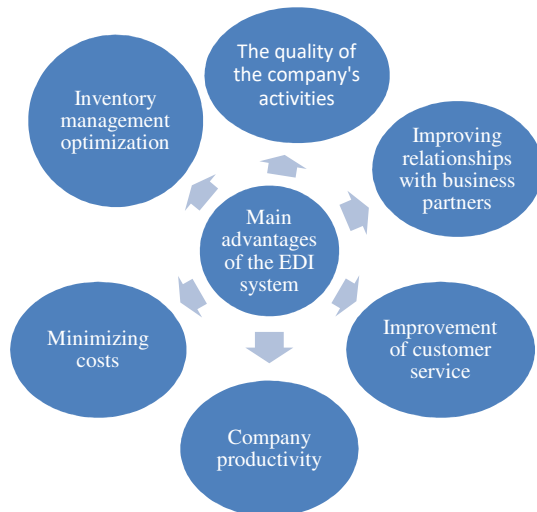 The quality of
the company's
activities
Inventory
management
optimization
Improving
relationships
with business
partners
Main
advantages
of the EDI
system
Minimizing
costs
Improvement
of customer
service
Company
productivity